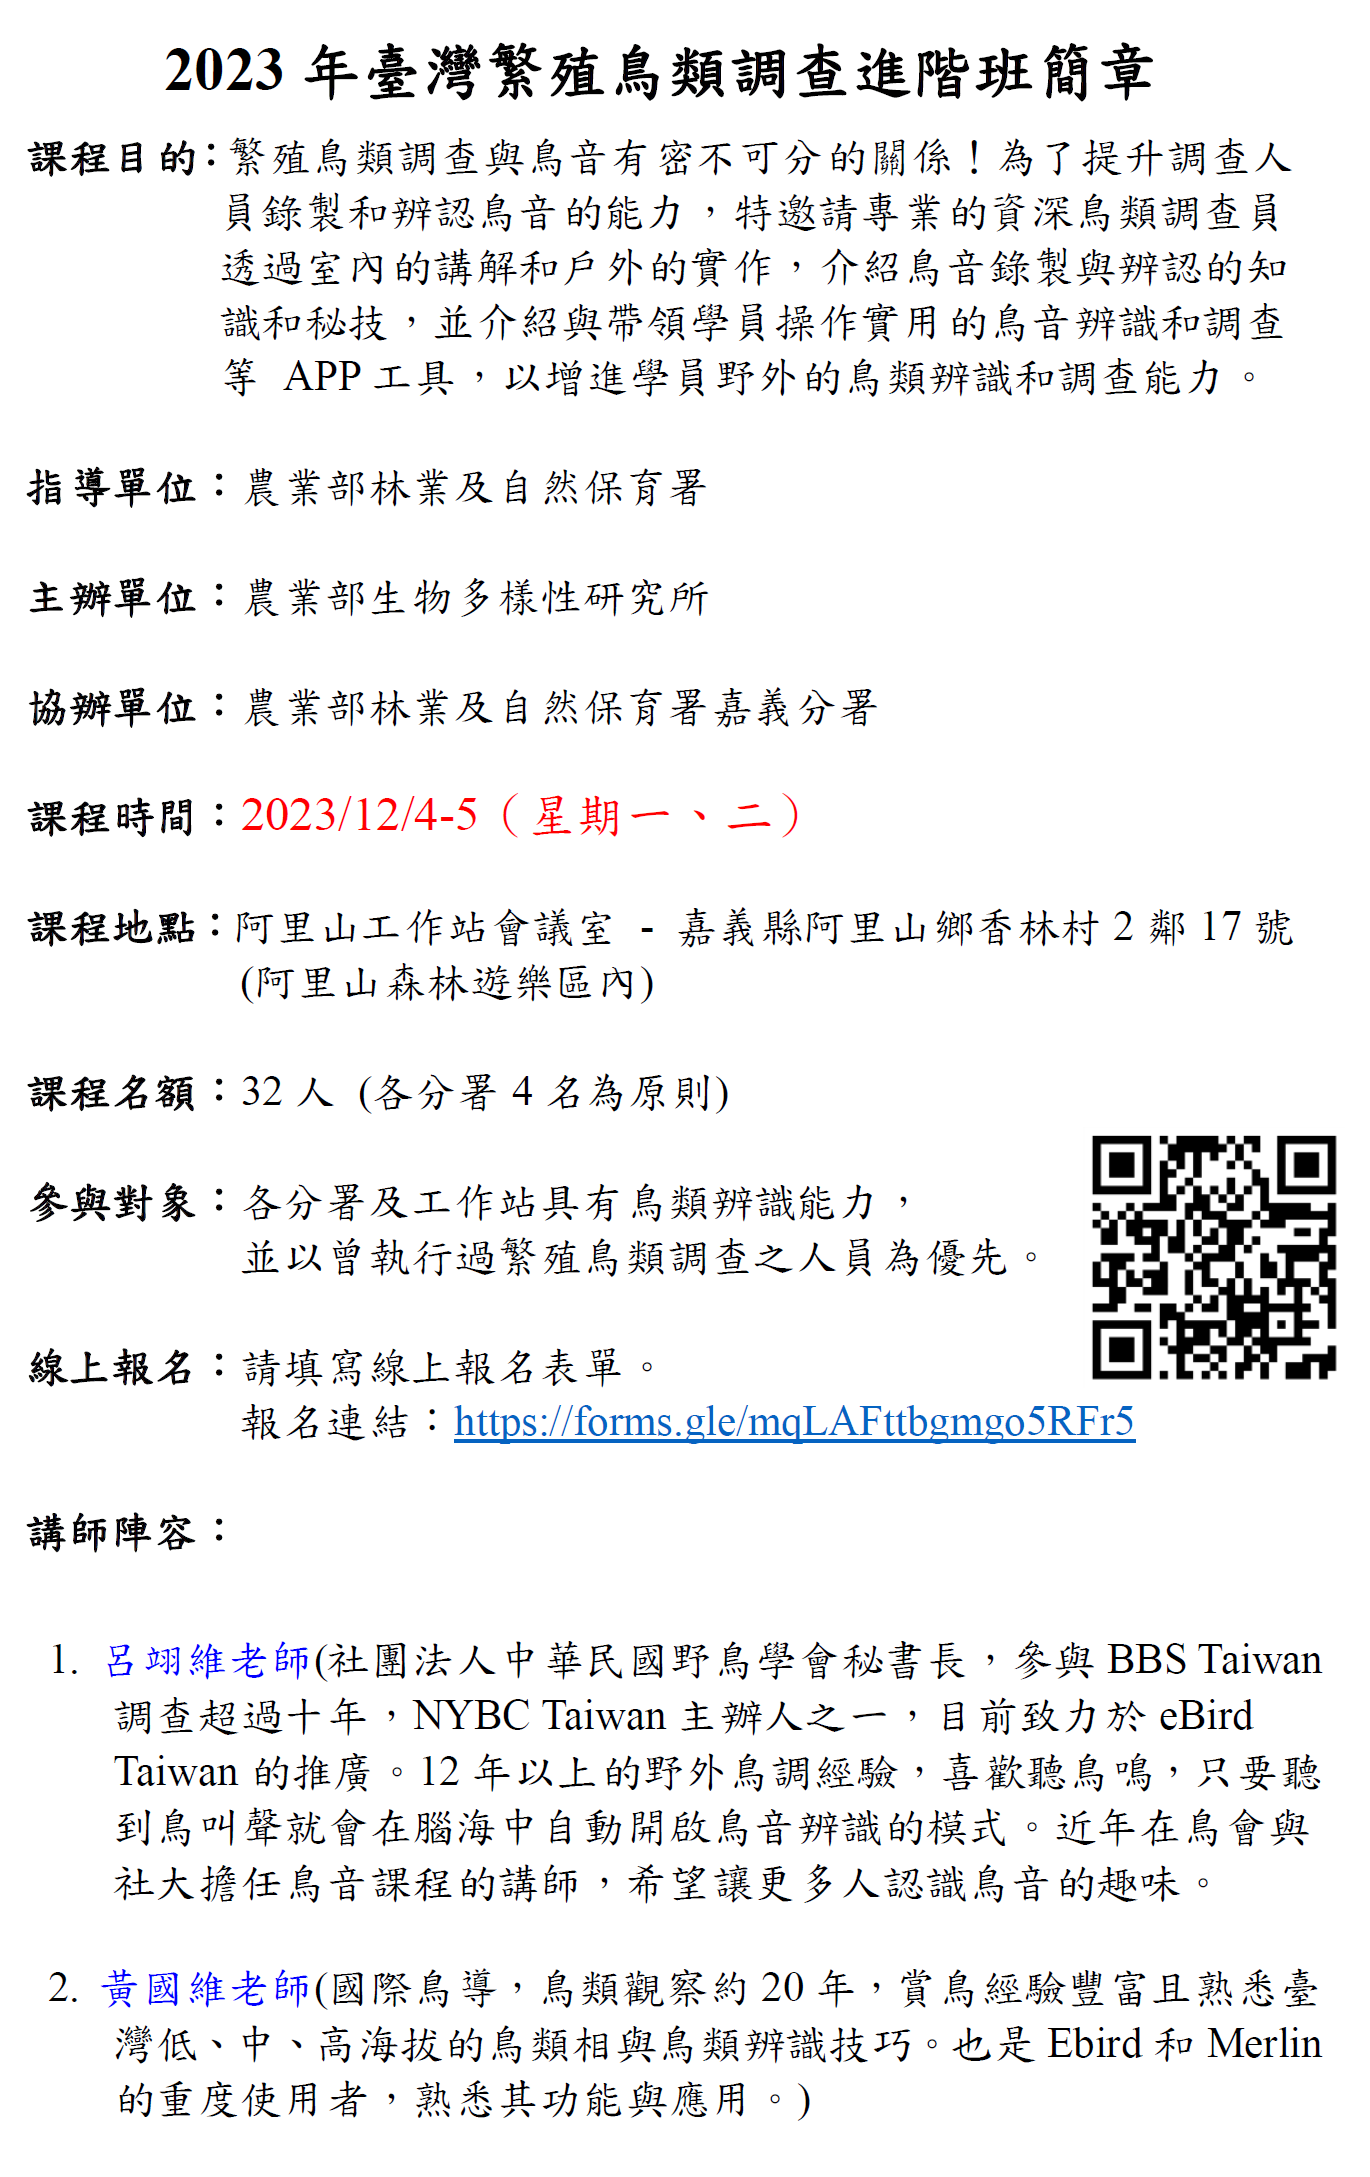 2023 年臺灣繁殖鳥類調查進階班簡章
課程目的：繁殖鳥類調查與鳥音有密不可分的關係！為了提升調查人
員錄製和辨認鳥音的能力，特邀請專業的資深鳥類調查員
透過室內的講解和戶外的實作，介紹鳥音錄製與辨認的知
識和秘技，並介紹與帶領學員操作實用的鳥音辨識和調查
等 APP 工具，以增進學員野外的鳥類辨識和調查能力。
指導單位：農業部林業及自然保育署
主辦單位：農業部生物多樣性研究所
協辦單位：農業部林業及自然保育署嘉義分署
課程時間：2023/12/4-5（星期一、二）
課程地點：阿里山工作站會議室 - 嘉義縣阿里山鄉香林村 2 鄰 17 號
(阿里山森林遊樂區內)
課程名額：32 人 (各分署 4 名為原則)
參與對象：各分署及工作站具有鳥類辨識能力，
並以曾執行過繁殖鳥類調查之人員為優先。
線上報名：請填寫線上報名表單。
報名連結：https://forms.gle/mqLAFttbgmgo5RFr5
講師陣容：
1. 呂翊維老師(社團法人中華民國野鳥學會秘書長，參與 BBS Taiwan
調查超過十年，NYBC Taiwan 主辦人之一，目前致力於 eBird
Taiwan 的推廣。12 年以上的野外鳥調經驗，喜歡聽鳥鳴，只要聽
到鳥叫聲就會在腦海中自動開啟鳥音辨識的模式。近年在鳥會與
社大擔任鳥音課程的講師，希望讓更多人認識鳥音的趣味。
2. 黃國維老師(國際鳥導，鳥類觀察約 20 年，賞鳥經驗豐富且熟悉臺
灣低、中、高海拔的鳥類相與鳥類辨識技巧。也是 Ebird 和 Merlin
的重度使用者，熟悉其功能與應用。)